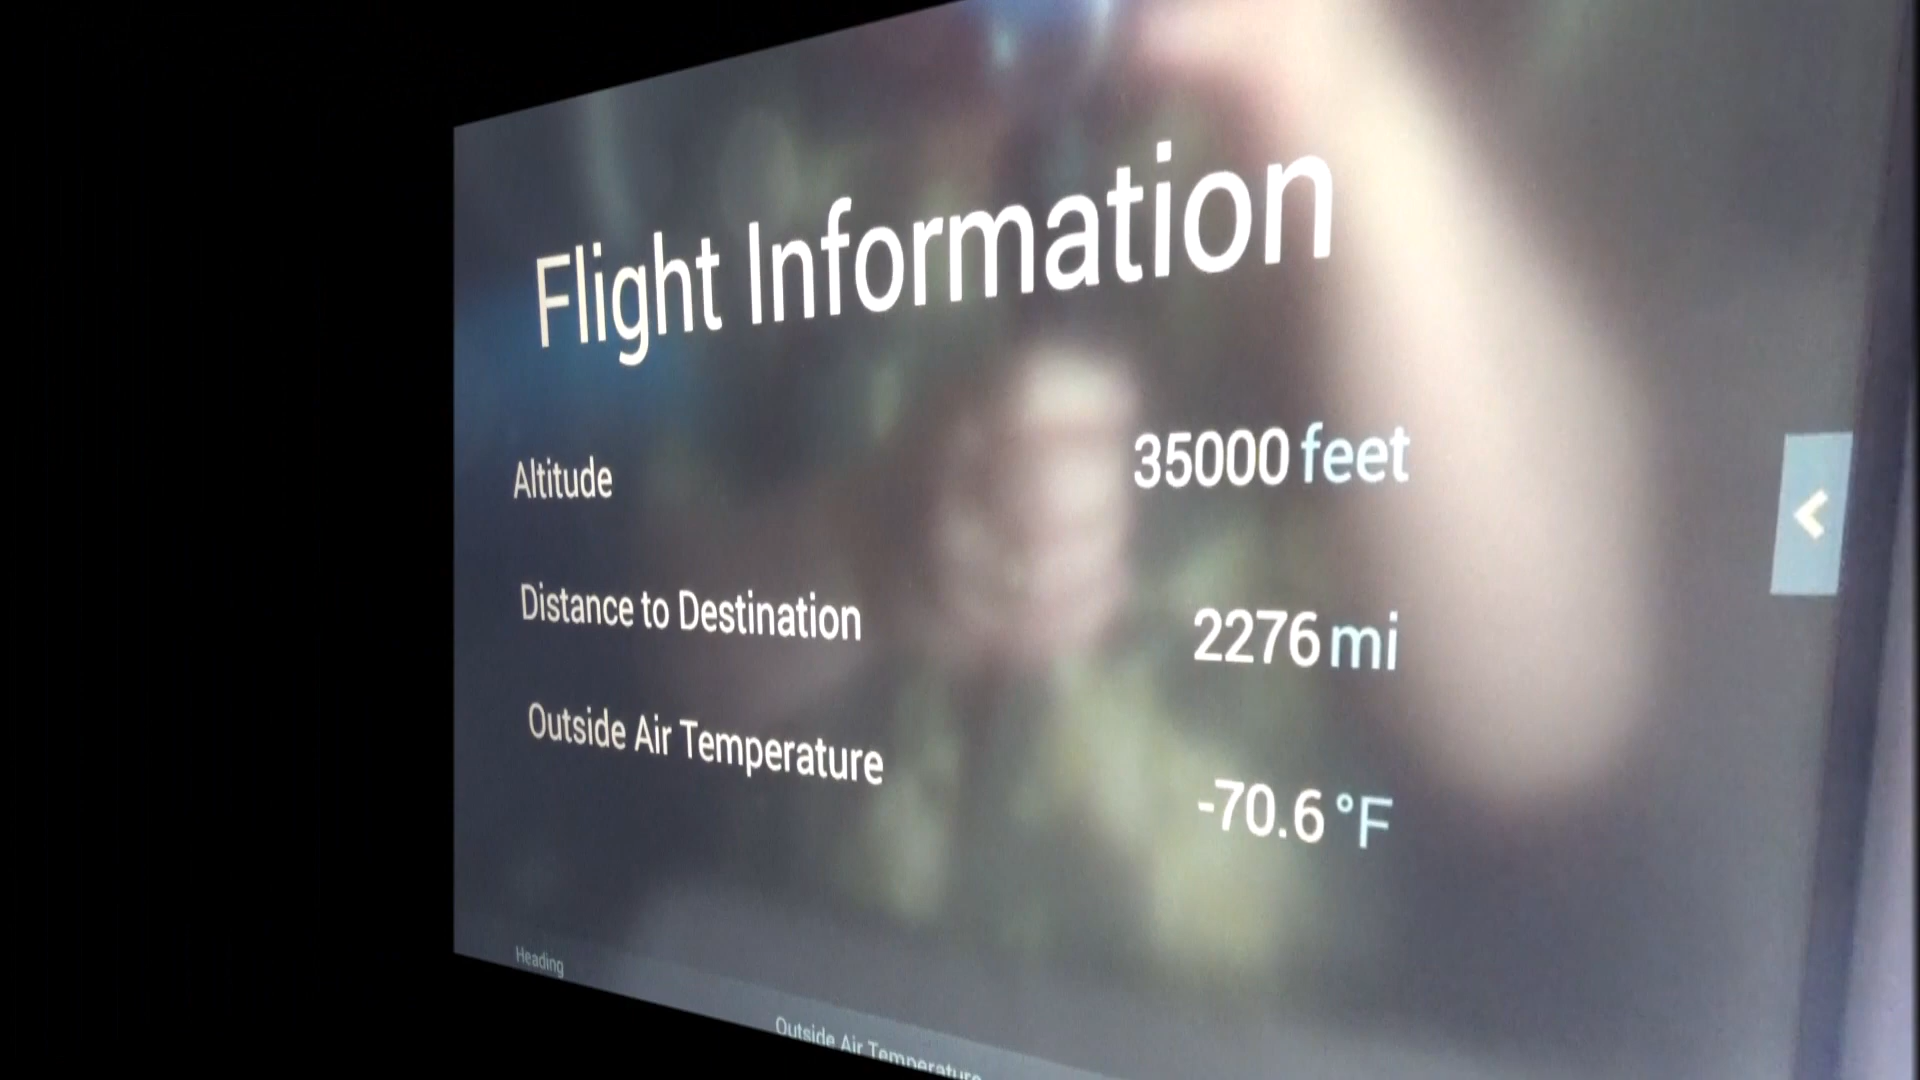 Flight Information
Altitude 35000 feet
Distance to Destination 2276 mi
Outside Air Temperature -70.6 °F
Heading
Outside Air Temperature